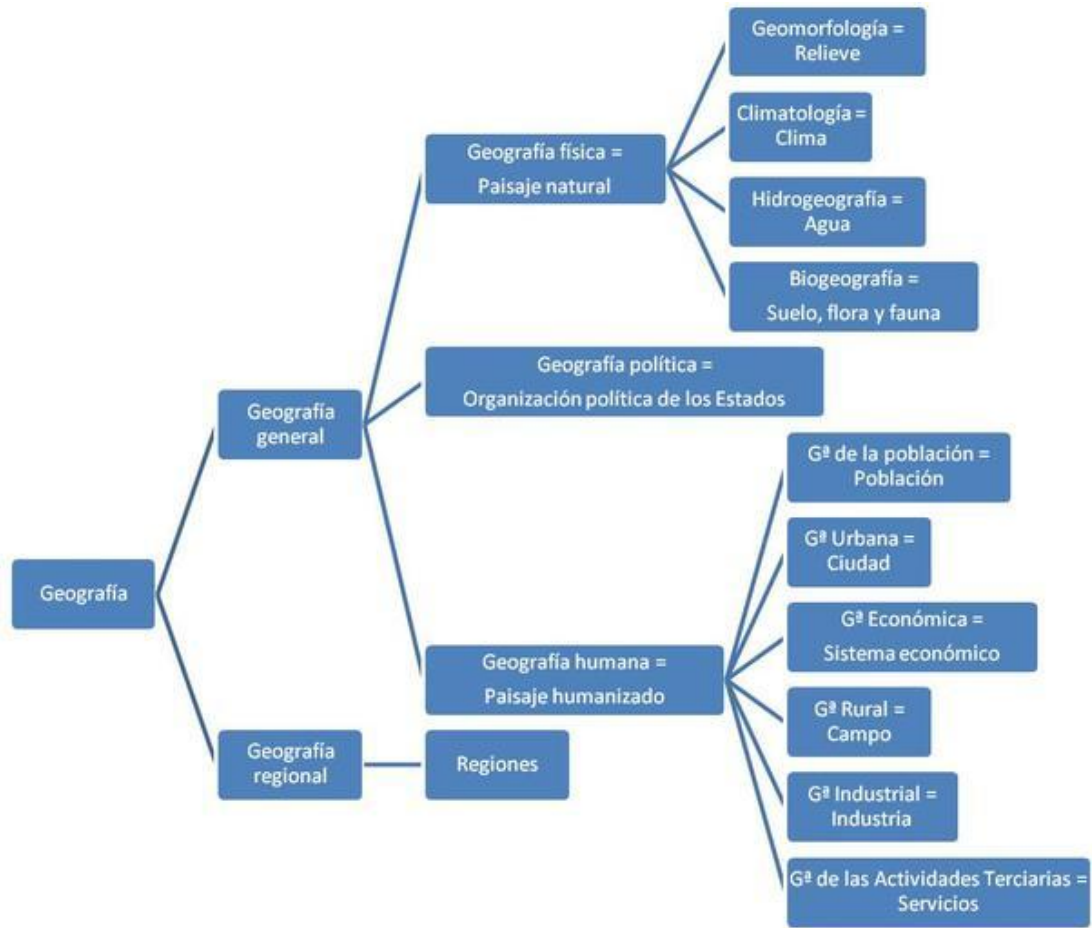 Geografía
Geografía
general
Geografía física =
Paisaje natural
Geomorfología =
Relieve
Climatología =
Clima
Hidrogeografía =
Agua
Biogeografía =
Suelo, flora y fauna
Geografía política =
Organización política de los Estados
Geografía humana =
Paisaje humanizado
Gª de la población =
Población
Gª Urbana =
Ciudad
Gª Económica =
Sistema económico
Gª Rural =
Campo
Gª Industrial =
Industria
Gª de las Actividades Terciarias =
Servicios
Geografía
regional
Regiones